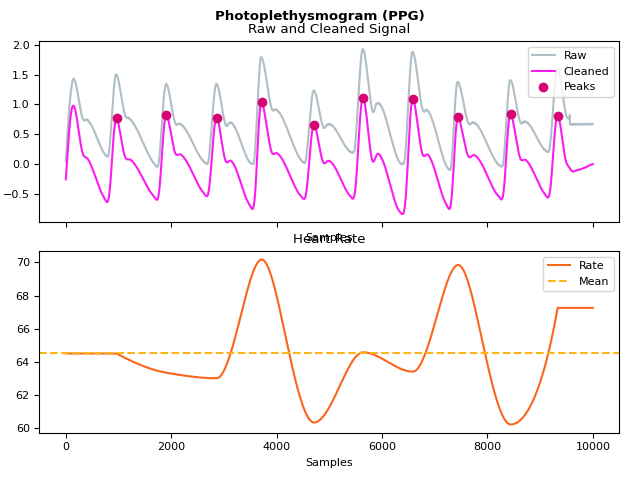 Photoplethysmogram (PPG)
Raw and Cleaned Signal
2.0
1.5
1.0
0.5
0.0
−0.5
Raw
Cleaned
Peaks
Samples
Heart Rate
70
68
66
64
62
60
Rate
Mean
0 2000 4000 6000 8000 10000
Samples